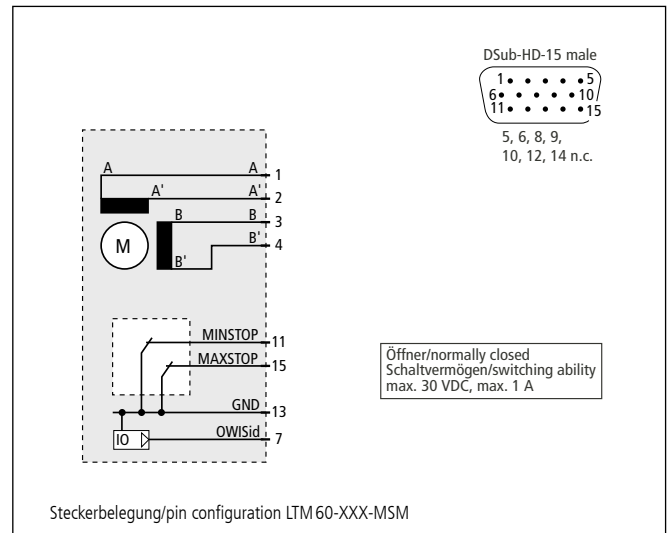 DSub-HD-15 male
1 5
6 10
11 15
5, 6, 8, 9,
10, 12, 14 n.c.
A A 1
A' A' 2
B B 3
B' 4
M
B'
MINSTOP 11
MAXSTOP 15
GND 13
IO OWISid 7
Öffner/normally closed
Schaltvermögen/switching ability
max. 30 VDC, max. 1 A
Steckerbelegung/pin configuration LTM 60-XXX-MSM